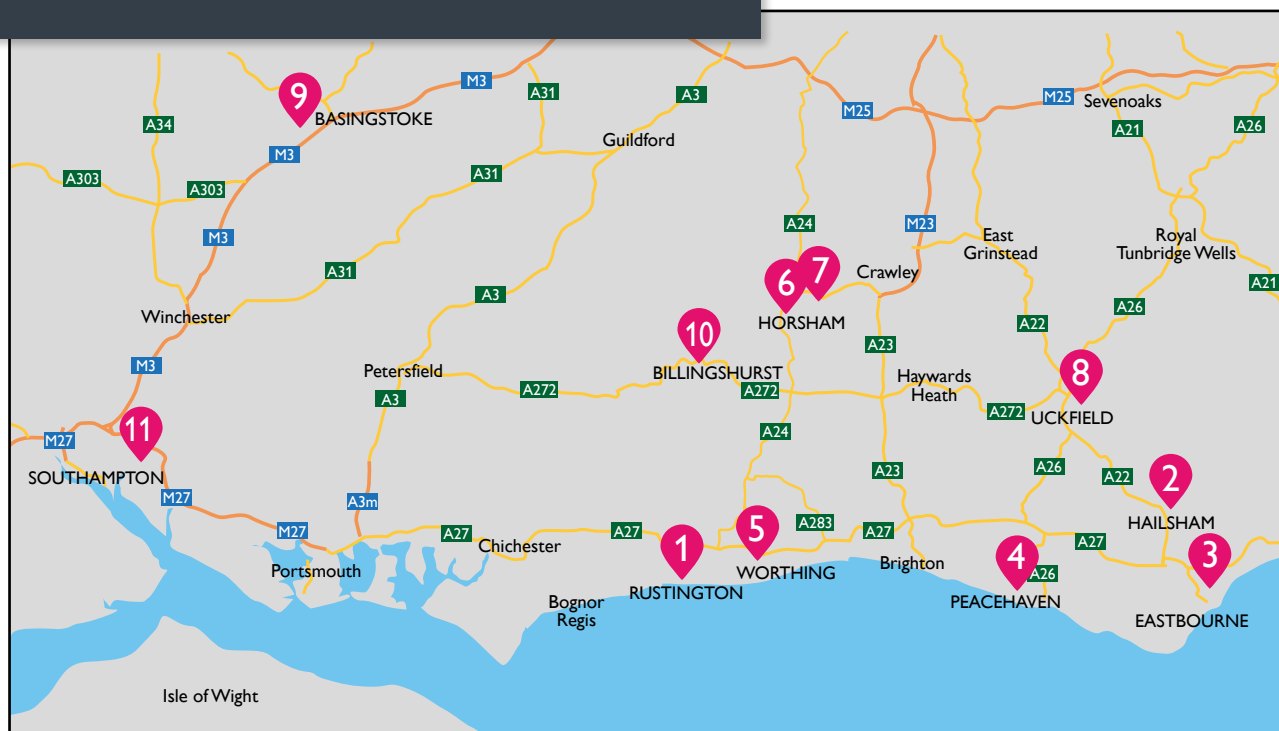 M3
A31
A3
M25
M25
Sevenoaks
9
BASINGSTOKE
A34
A21
A26
Guildford
M3
A303
A303
A31
A24
M23
M3
East
Grinstead
Royal
Tunbridge Wells
A31
6
7
Crawley
A21
A3
HORSHAM
A26
Winchester
A22
10
A23
M3
Petersfield
BILLINGSHURST
Haywards
Heath
8
A3
A272
A272
A272
UCKFIELD
11
M27
A24
SOUTHAMPTON
A23
A26
A22
2
M27
A3m
HAILSHAM
M27
A27
Chichester
A27
1
5
A283
A27
A27
3
Portsmouth
WORTHING
Brighton
4
A26
RUSTINGTON
PEACEHAVEN
Bognor
Regis
EASTBOURNE
Isle of Wight